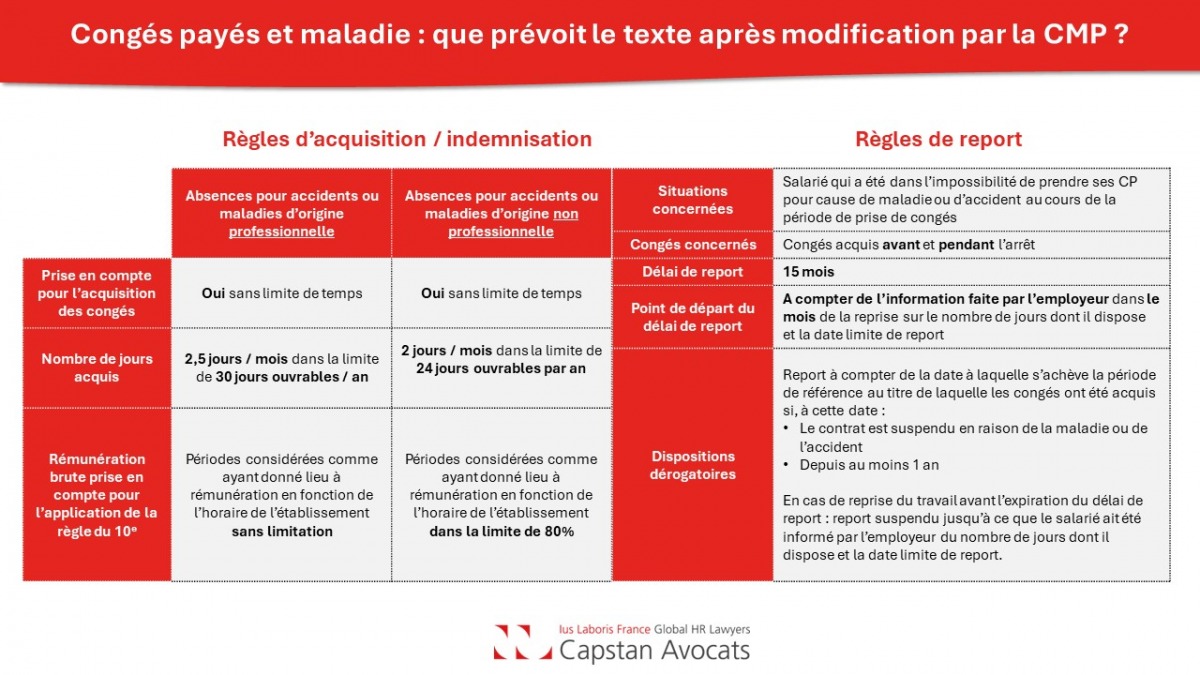 Congés payés et maladie : que prévoit le texte après modification par la CMP ?
Règles d'acquisition / indemnisation
Absences pour accidents ou
maladies d'origine
professionnelle
Absences pour accidents ou
maladies d'origine non
professionnelle
Prise en compte
pour l'acquisition
des congés
Oui sans limite de temps
Oui sans limite de temps
Nombre de jours
acquis
2,5 jours / mois dans la limite
de 30 jours ouvrables / an
2 jours / mois dans la limite de
24 jours ouvrables par an
Rémunération
brute prise en
compte pour
l'application de la
règle du 10e
Périodes considérées comme
ayant donné lieu à
rémunération en fonction de
l'horaire de l'établissement
sans limitation
Périodes considérées comme
ayant donné lieu à
rémunération en fonction de
l'horaire de l'établissement
dans la limite de 80%
Règles de report
Situations
concernées
Salarié qui a été dans l'impossibilité de prendre ses CP
pour cause de maladie ou d'accident au cours de la
période de prise de congés
Congés concernés
Congés acquis avant et pendant l'arrêt
Délai de report
15 mois
Point de départ du
délai de report
A compter de l'information faite par l'employeur dans le
mois de la reprise sur le nombre de jours dont il dispose
et la date limite de report
Dispositions
dérogatoires
Report à compter de la date à laquelle s'achève la période
de référence au titre de laquelle les congés ont été acquis
si, à cette date :
• Le contrat est suspendu en raison de la maladie ou de
l'accident
• Depuis au moins 1 an
En cas de reprise du travail avant l'expiration du délai de
report : report suspendu jusqu'à ce que le salarié ait été
informé par l'employeur du nombre de jours dont il
dispose et la date limite de report.
Ius Laboris France Global HR Lawyers
Capstan Avocats